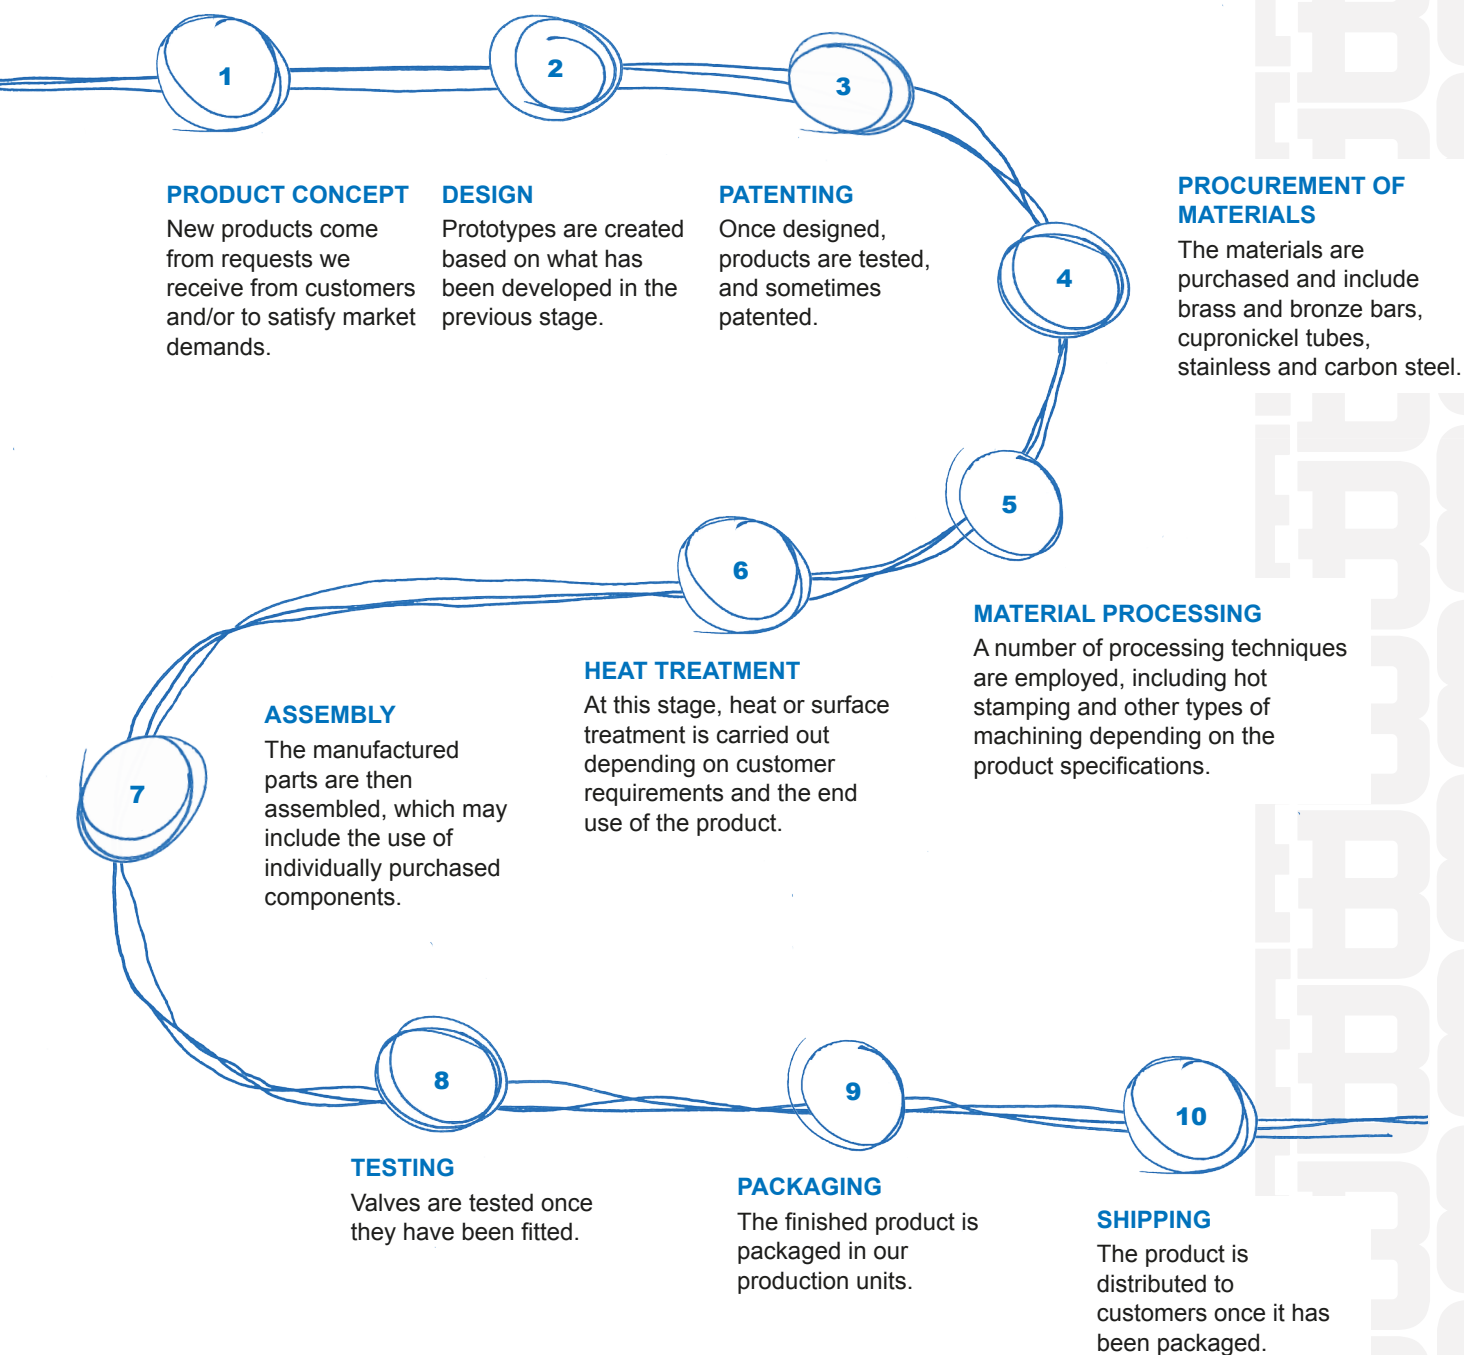 1
2
3
PRODUCT CONCEPT
New products come
from requests we
receive from customers
and/or to satisfy market
demands.
DESIGN
Prototypes are created
based on what has
been developed in the
previous stage.
PATENTING
Once designed,
products are tested,
and sometimes
patented.
4
PROCUREMENT OF
MATERIALS
The materials are
purchased and include
brass and bronze bars,
cupronickel tubes,
stainless and carbon steel.
5
MATERIAL PROCESSING
A number of processing techniques
are employed, including hot
stamping and other types of
machining depending on the
product specifications.
6
HEAT TREATMENT
At this stage, heat or surface
treatment is carried out
depending on customer
requirements and the end
use of the product.
7
ASSEMBLY
The manufactured
parts are then
assembled, which may
include the use of
individually purchased
components.
8
TESTING
Valves are tested once
they have been fitted.
9
PACKAGING
The finished product is
packaged in our
production units.
10
SHIPPING
The product is
distributed to
customers once it has
been packaged.